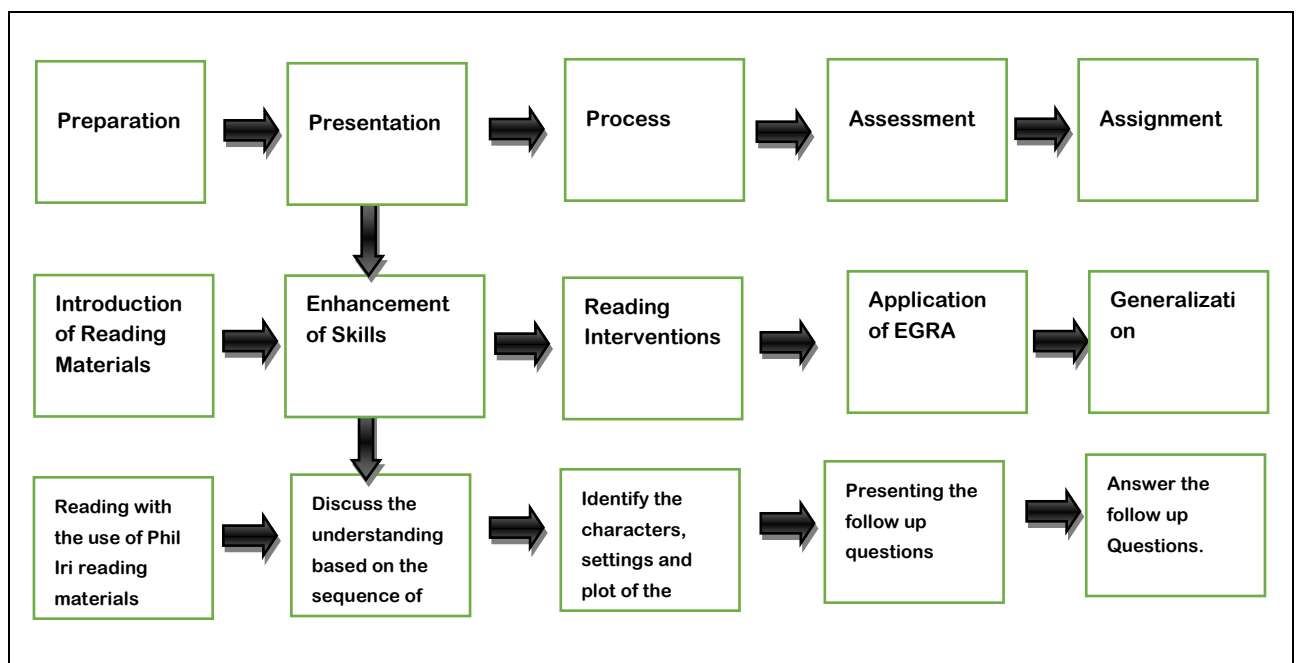 Preparation
Presentation
Process
Assessment
Assignment
Introduction
of Reading
Materials
Enhancement
of Skills
Reading
Interventions
Application
of EGRA
Generalizati
on
Reading with
the use of Phil
Iri reading
materials
Discuss the
understanding
based on the
sequence of
Identify the
characters,
settings and
plot of the
Presenting the
follow up
questions
Answer the
follow up
Questions.